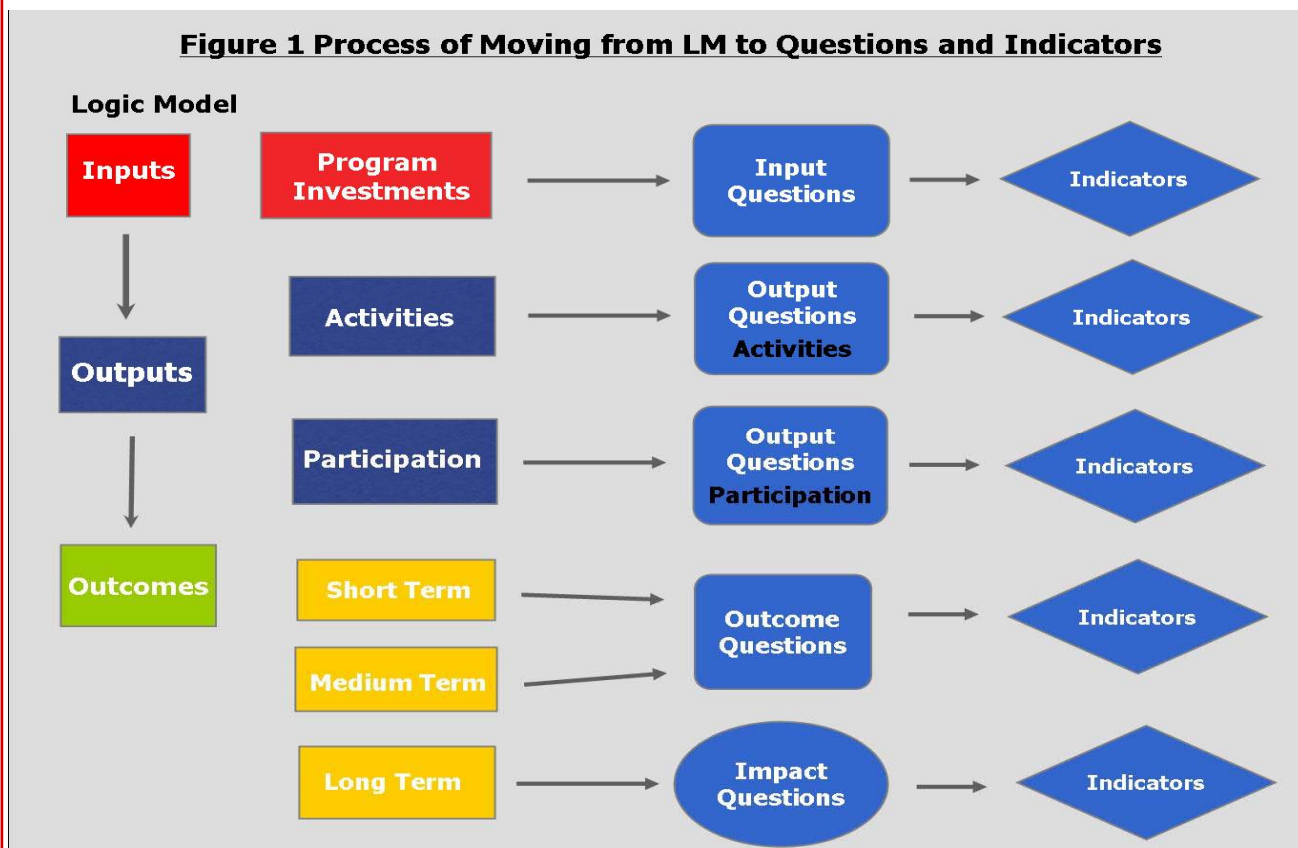 Figure 1 Process of Moving from LM to Questions and Indicators
Logic Model
Inputs
Program
Investments
Input
Questions
Indicators
Activities
Output
Questions
Activities
Indicators
Outputs
Participation
Output
Questions
Participation
Indicators
Outcomes
Short Term
Medium Term
Outcome
Questions
Indicators
Long Term
Impact
Questions
Indicators